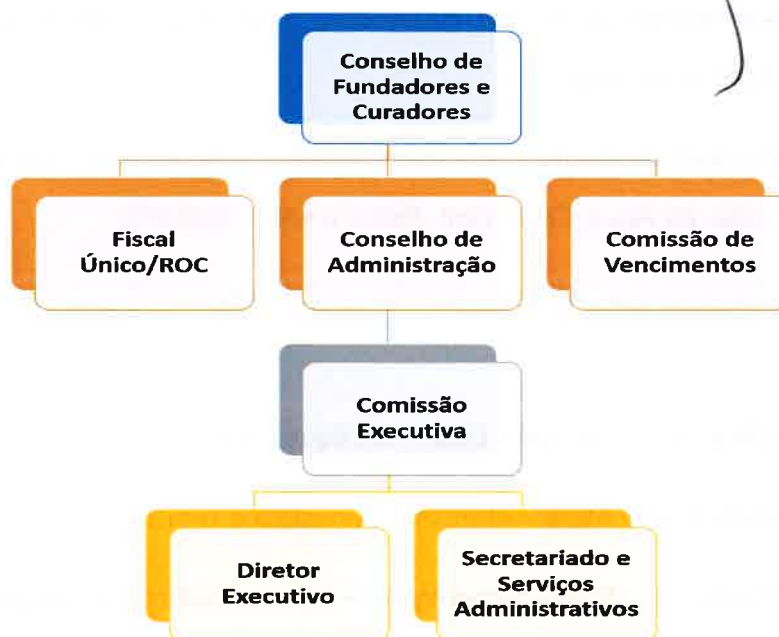 Conselho de
Fundadores e
Curadores
Fiscal
Único/ROC
Conselho de
Administração
Comissão de
Vencimentos
Comissão
Executiva
Diretor
Executivo
Secretariado e
Serviços
Administrativos